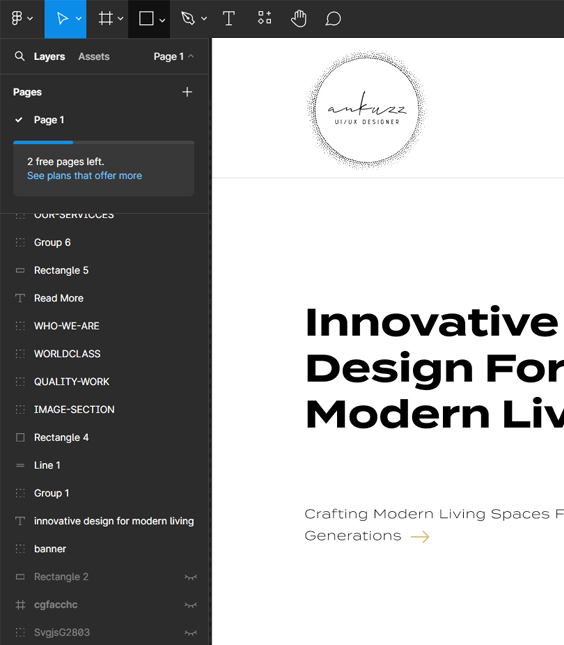 Layers
Assets
Page 1
Pages
Page 1
2 free pages left.
See plans that offer more
OUR-SERVICCES
Group 6
Rectangle 5
Read More
WHO-WE-ARE
WORLDCLASS
QUALITY-WORK
IMAGE-SECTION
Rectangle 4
Line 1
Group 1
innovative design for modern living
banner
Rectangle 2
cgfacchc
SvgjsG2803
ankuzz
UI/UX DESIGNER
Innovative
Design For
Modern Liv
Crafting Modern Living Spaces F
Generations